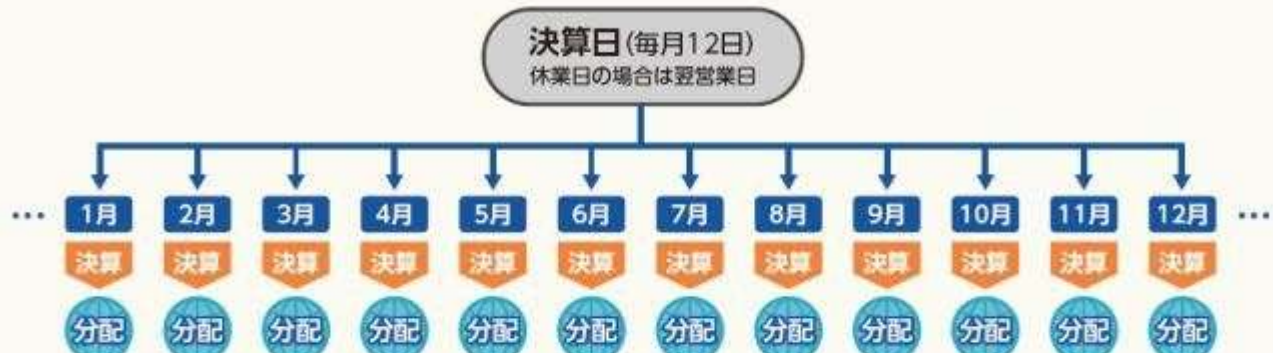 決算日(毎月12日)
休業日の場合は翌営業日
… 1月 2月 3月 4月 5月 6月 7月 8月 9月 10月 11月 12月 …
決算 決算 決算 決算 決算 決算 決算 決算 決算 決算 決算 決算
分配 分配 分配 分配 分配 分配 分配 分配 分配 分配 分配 分配